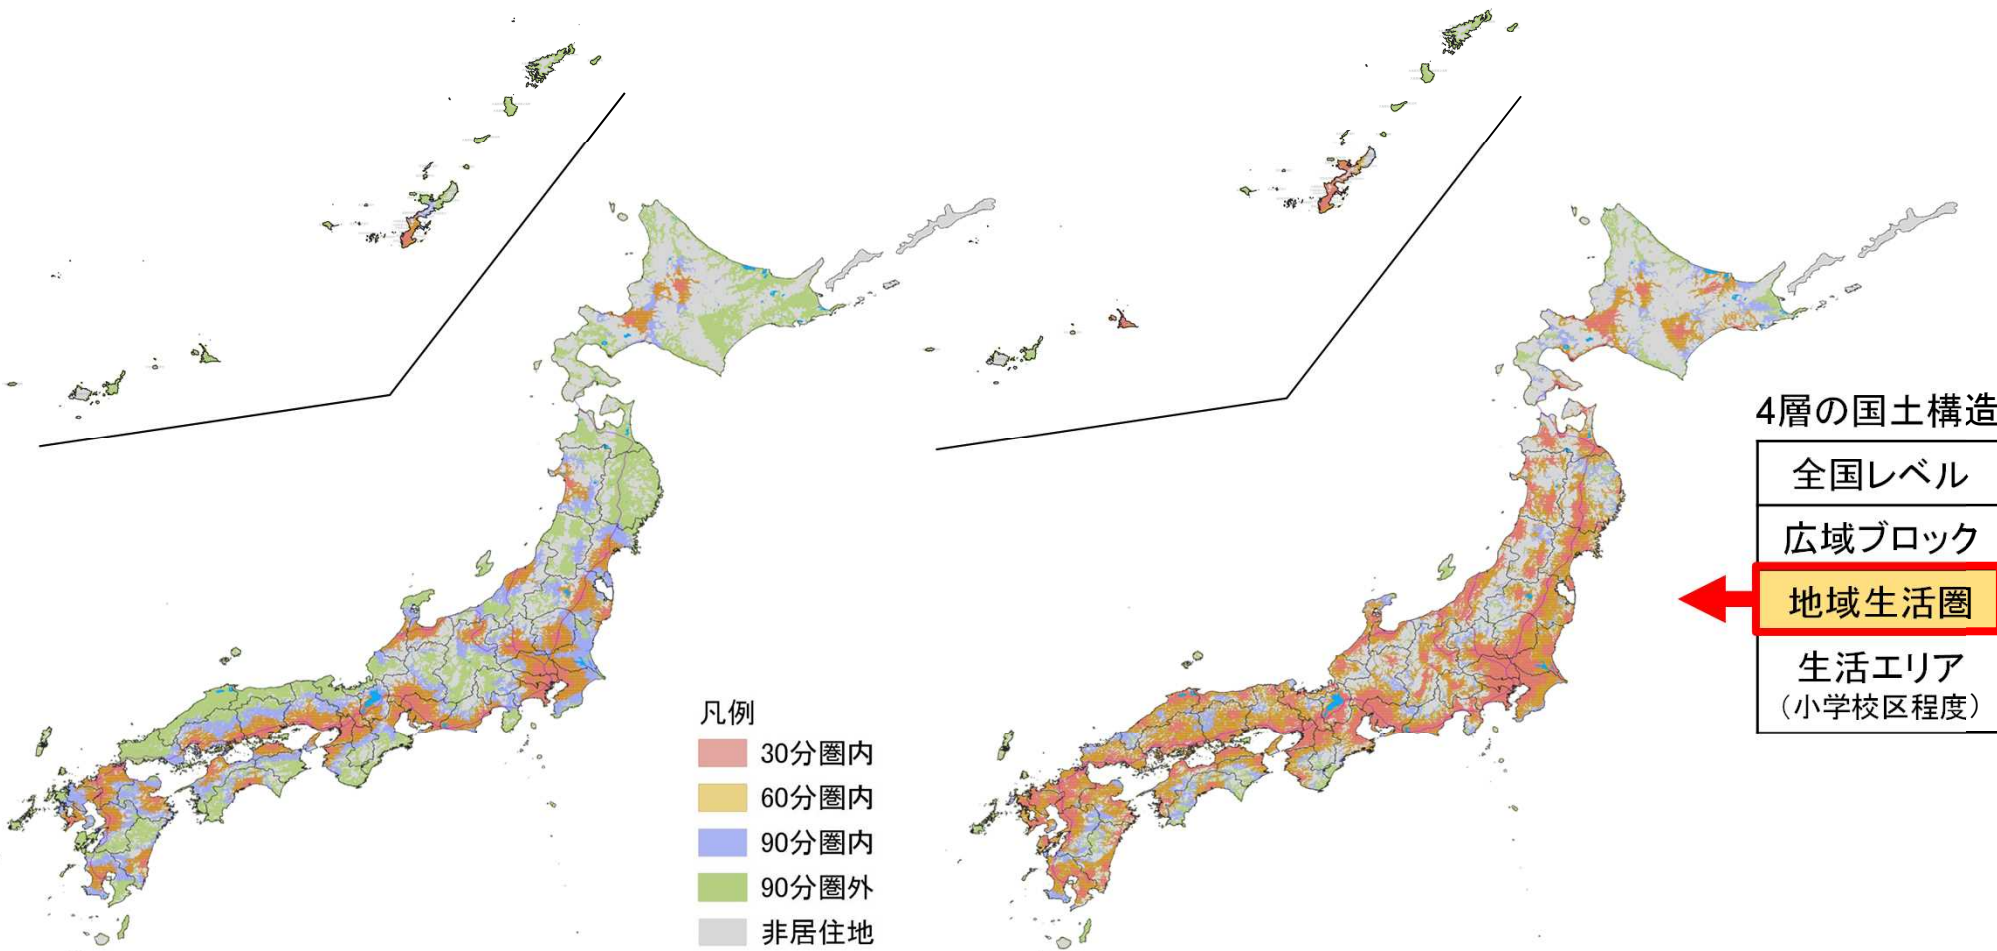 凡例
30分圏内
60分圏内
90分圏内
90分圏外
非居住地
4層の国土構造
全国レベル
広域ブロック
地域生活圏
生活エリア
（小学校区程度）